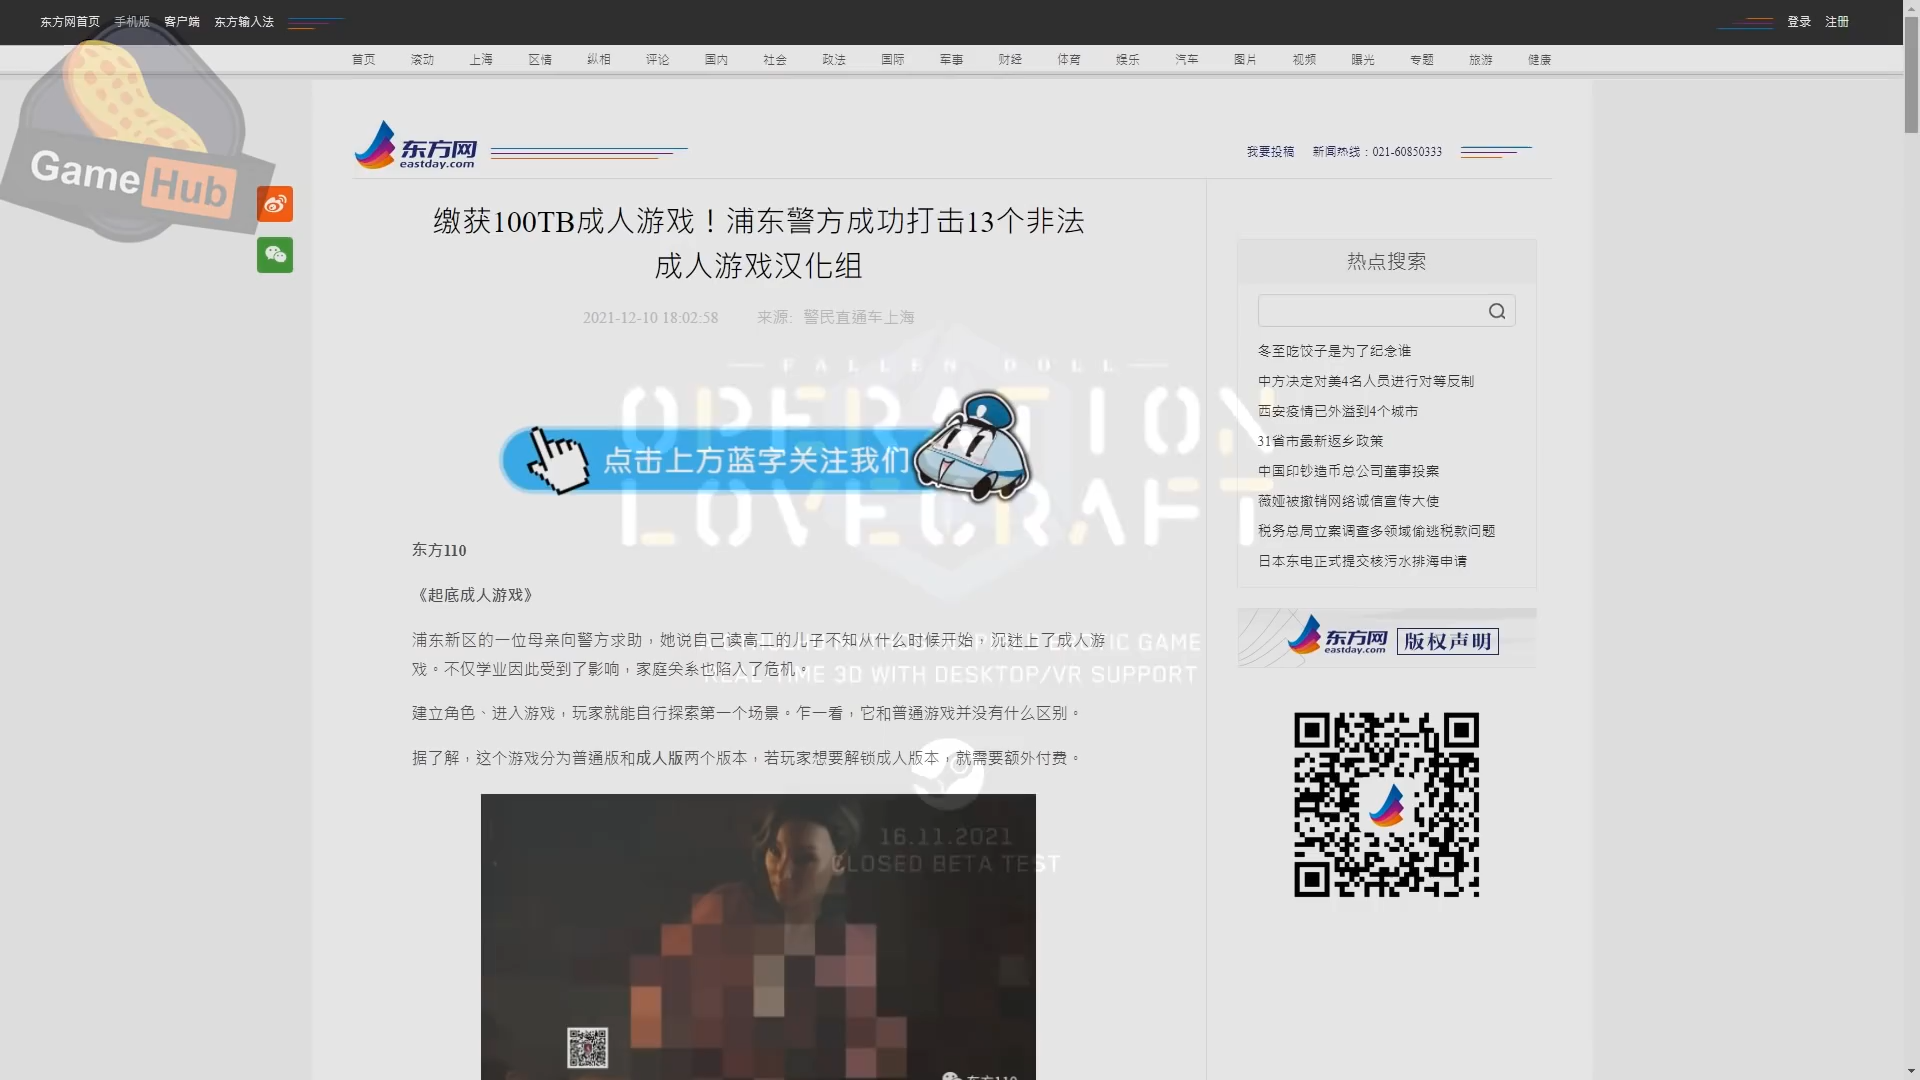 东方网首页 手机版 客户端 东方输入法
登录 注册
首页 滚动 上海 区情 纵相 评论 国内 社会 政法 国际 军事 财经 体育 娱乐 汽车 图片 视频 曝光 专题 旅游 健康
GameHub
东方网
eastday.com
我要投稿 新闻热线：021-60850333
缴获100TB成人游戏！浦东警方成功打击13个非法
成人游戏汉化组
2021-12-10 18:02:58 来源: 警民直通车上海
FALLEN DOLL
OPERATION
LOVECRAFT
点击上方蓝字关注我们
东方110
《起底成人游戏》
浦东新区的一位母亲向警方求助，她说自己读高二的儿子不知从什么时候开始，沉迷上了成人游
戏。不仅学业因此受到了影响，家庭关系也陷入了危机。
EROTIC GAME
REAL-TIME 3D WITH DESKTOP/VR SUPPORT
建立角色、进入游戏，玩家就能自行探索第一个场景。乍一看，它和普通游戏并没有什么区别。
据了解，这个游戏分为普通版和成人版两个版本，若玩家想要解锁成人版本，就需要额外付费。
16.11.2021
CLOSED BETA TEST
东方110
热点搜索
冬至吃饺子是为了纪念谁
中方决定对美4名人员进行对等反制
西安疫情已外溢到4个城市
31省市最新返乡政策
中国印钞造币总公司董事投案
薇娅被撤销网络诚信宣传大使
税务总局立案调查多领域偷逃税款问题
日本东电正式提交核污水排海申请
东方网
eastday.com
版权声明